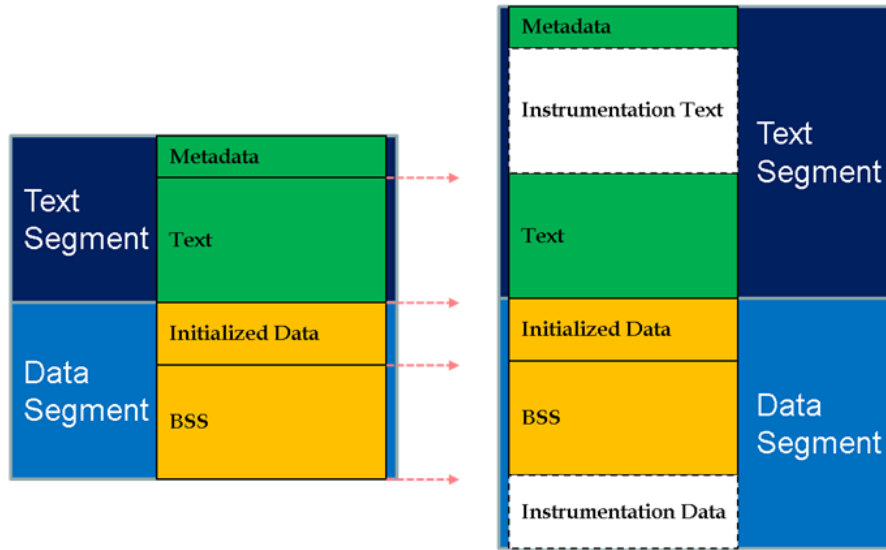 Metadata
Text
Segment
Text
Initialized Data
Data
Segment
BSS
Metadata
Instrumentation Text
Text
Segment
Text
Initialized Data
BSS
Data
Segment
Instrumentation Data